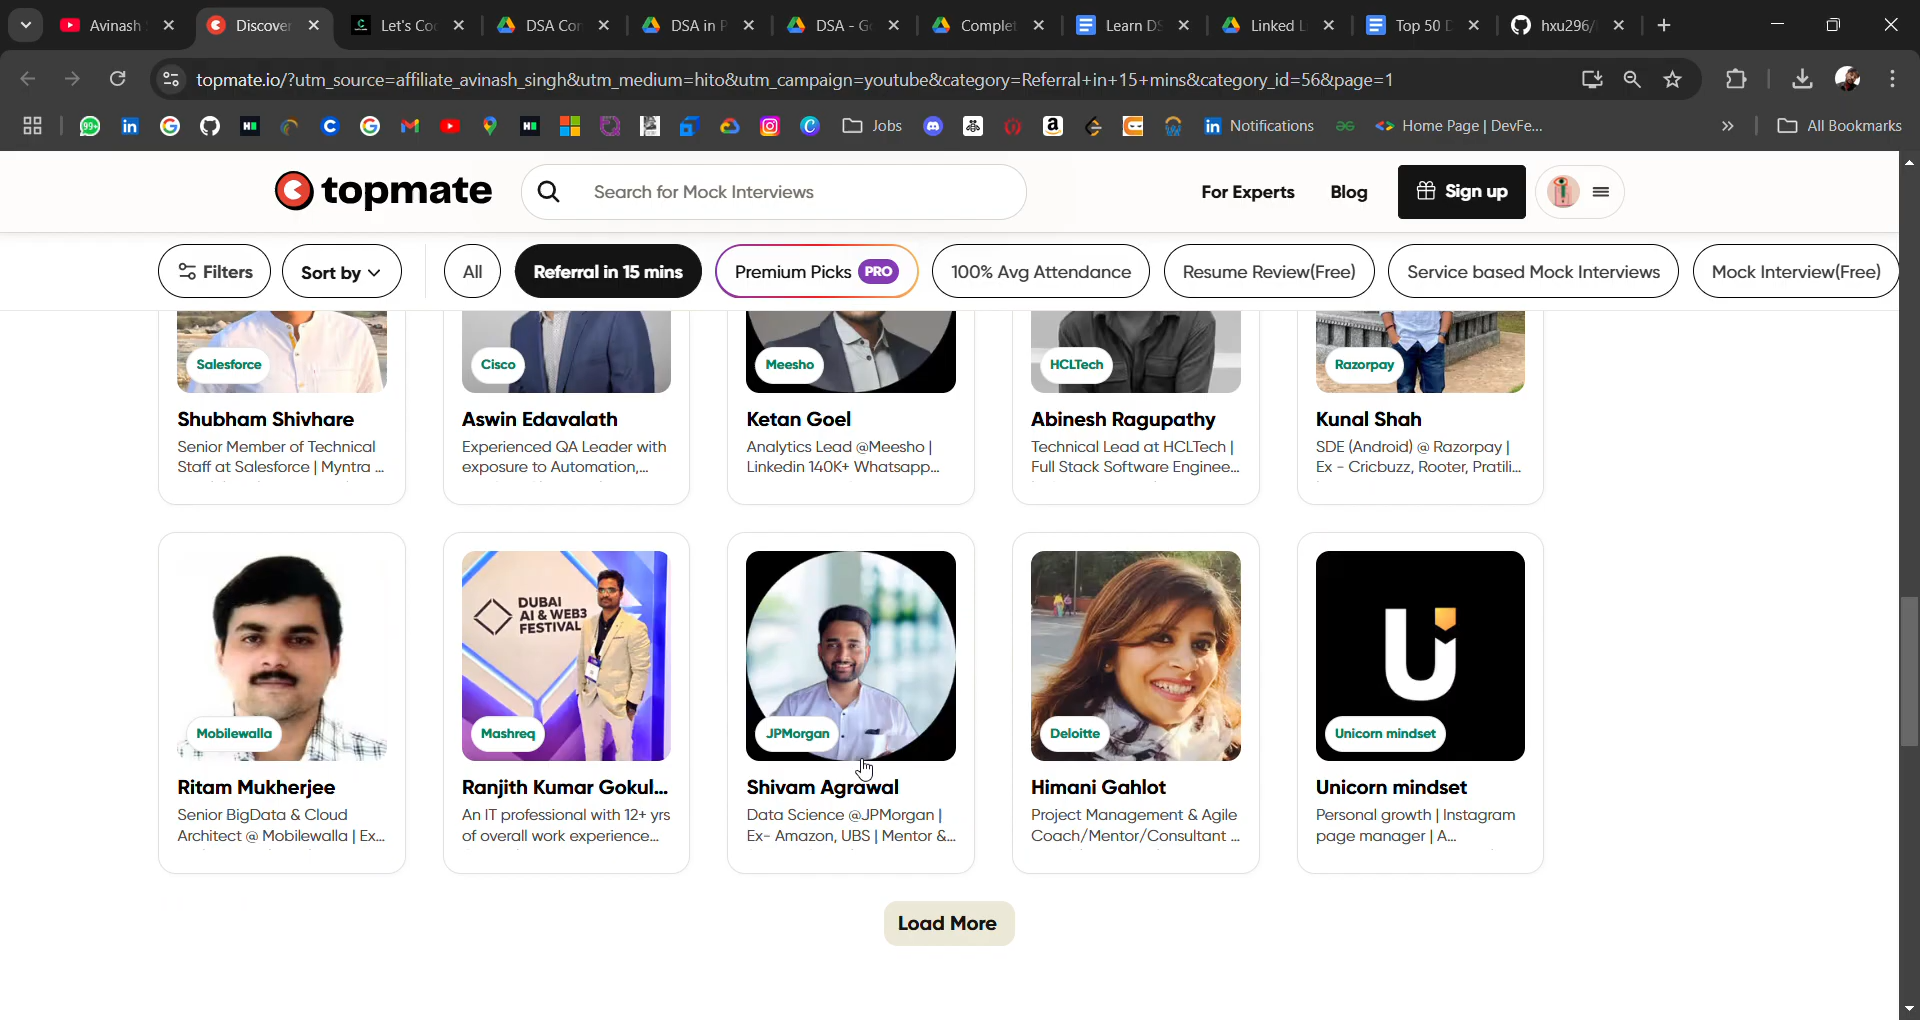 Avinash
Discover
Let's Co
DSA Con
DSA in P
DSA - Go
Complet
Learn DS
Linked L
Top 50 D
hxu296/
topmate.io/?utm_source=affiliate_avinash_singh&utm_medium=hito&utm_campaign=youtube&category=Referral+in+15+mins&category_id=56&page=1
99+
Jobs
Notifications
Home Page | DevFe...
All Bookmarks
topmate
Search for Mock Interviews
For Experts
Blog
Sign up
Filters
Sort by
All
Referral in 15 mins
Premium Picks PRO
100% Avg Attendance
Resume Review(Free)
Service based Mock Interviews
Mock Interview(Free)
Salesforce
Shubham Shivhare
Senior Member of Technical
Staff at Salesforce | Myntra ...
Cisco
Aswin Edavalath
Experienced QA Leader with
exposure to Automation,...
Meesho
Ketan Goel
Analytics Lead @Meesho |
Linkedin 140K+ Whatsapp...
HCLTech
Abinesh Ragupathy
Technical Lead at HCLTech |
Full Stack Software Enginee...
Razorpay
Kunal Shah
SDE (Android) @ Razorpay |
Ex - Cricbuzz, Rooter, Pratili...
Mobilewalla
Ritam Mukherjee
Senior BigData & Cloud
Architect @ Mobilewalla | Ex...
DUBAI
AI & WEB3
FESTIVAL
Mashreq
Ranjith Kumar Gokul...
An IT professional with 12+ yrs
of overall work experience...
JPMorgan
Shivam Agrawal
Data Science @JPMorgan |
Ex- Amazon, UBS | Mentor &...
Deloitte
Himani Gahlot
Project Management & Agile
Coach/Mentor/Consultant ...
Unicorn mindset
Unicorn mindset
Personal growth | Instagram
page manager | A...
Load More